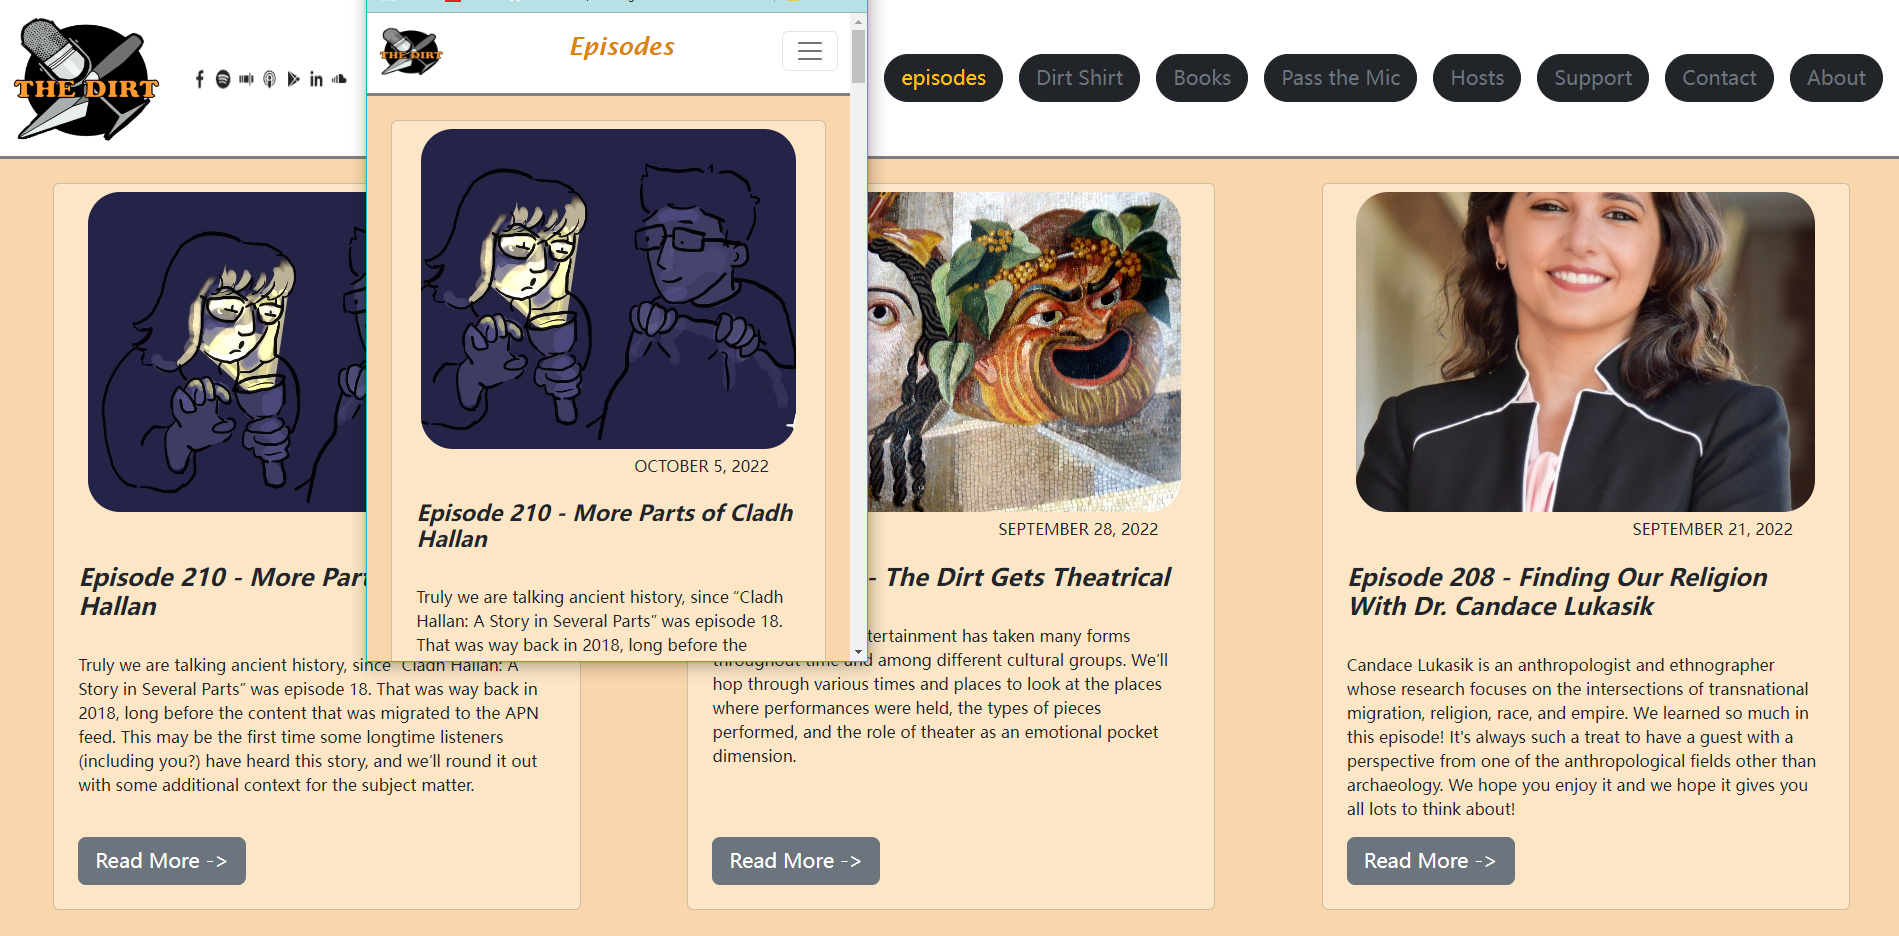 THE DIRT
episodes
Dirt Shirt
Books
Pass the Mic
Hosts
Support
Contact
About
THE DIRT
Episodes
OCTOBER 5, 2022
Episode 210 - More Parts of Cladh
Hallan
Truly we are talking ancient history, since “Cladh
Hallan: A Story in Several Parts” was episode 18.
That was way back in 2018, long before the
Episode 210 - More Part
Hallan
Truly we are talking ancient history, since “Cladh Hallan: A
Story in Several Parts” was episode 18. That was way back in
2018, long before the content that was migrated to the APN
feed. This may be the first time some longtime listeners
(including you?) have heard this story, and we’ll round it out
with some additional context for the subject matter.
Read More ->
SEPTEMBER 28, 2022
- The Dirt Gets Theatrical
tertainment has taken many forms
throughout time and among different cultural groups. We’ll
hop through various times and places to look at the places
where performances were held, the types of pieces
performed, and the role of theater as an emotional pocket
dimension.
Read More ->
SEPTEMBER 21, 2022
Episode 208 - Finding Our Religion
With Dr. Candace Lukasik
Candace Lukasik is an anthropologist and ethnographer
whose research focuses on the intersections of transnational
migration, religion, race, and empire. We learned so much in
this episode! It's always such a treat to have a guest with a
perspective from one of the anthropological fields other than
archaeology. We hope you enjoy it and we hope it gives you
all lots to think about!
Read More ->